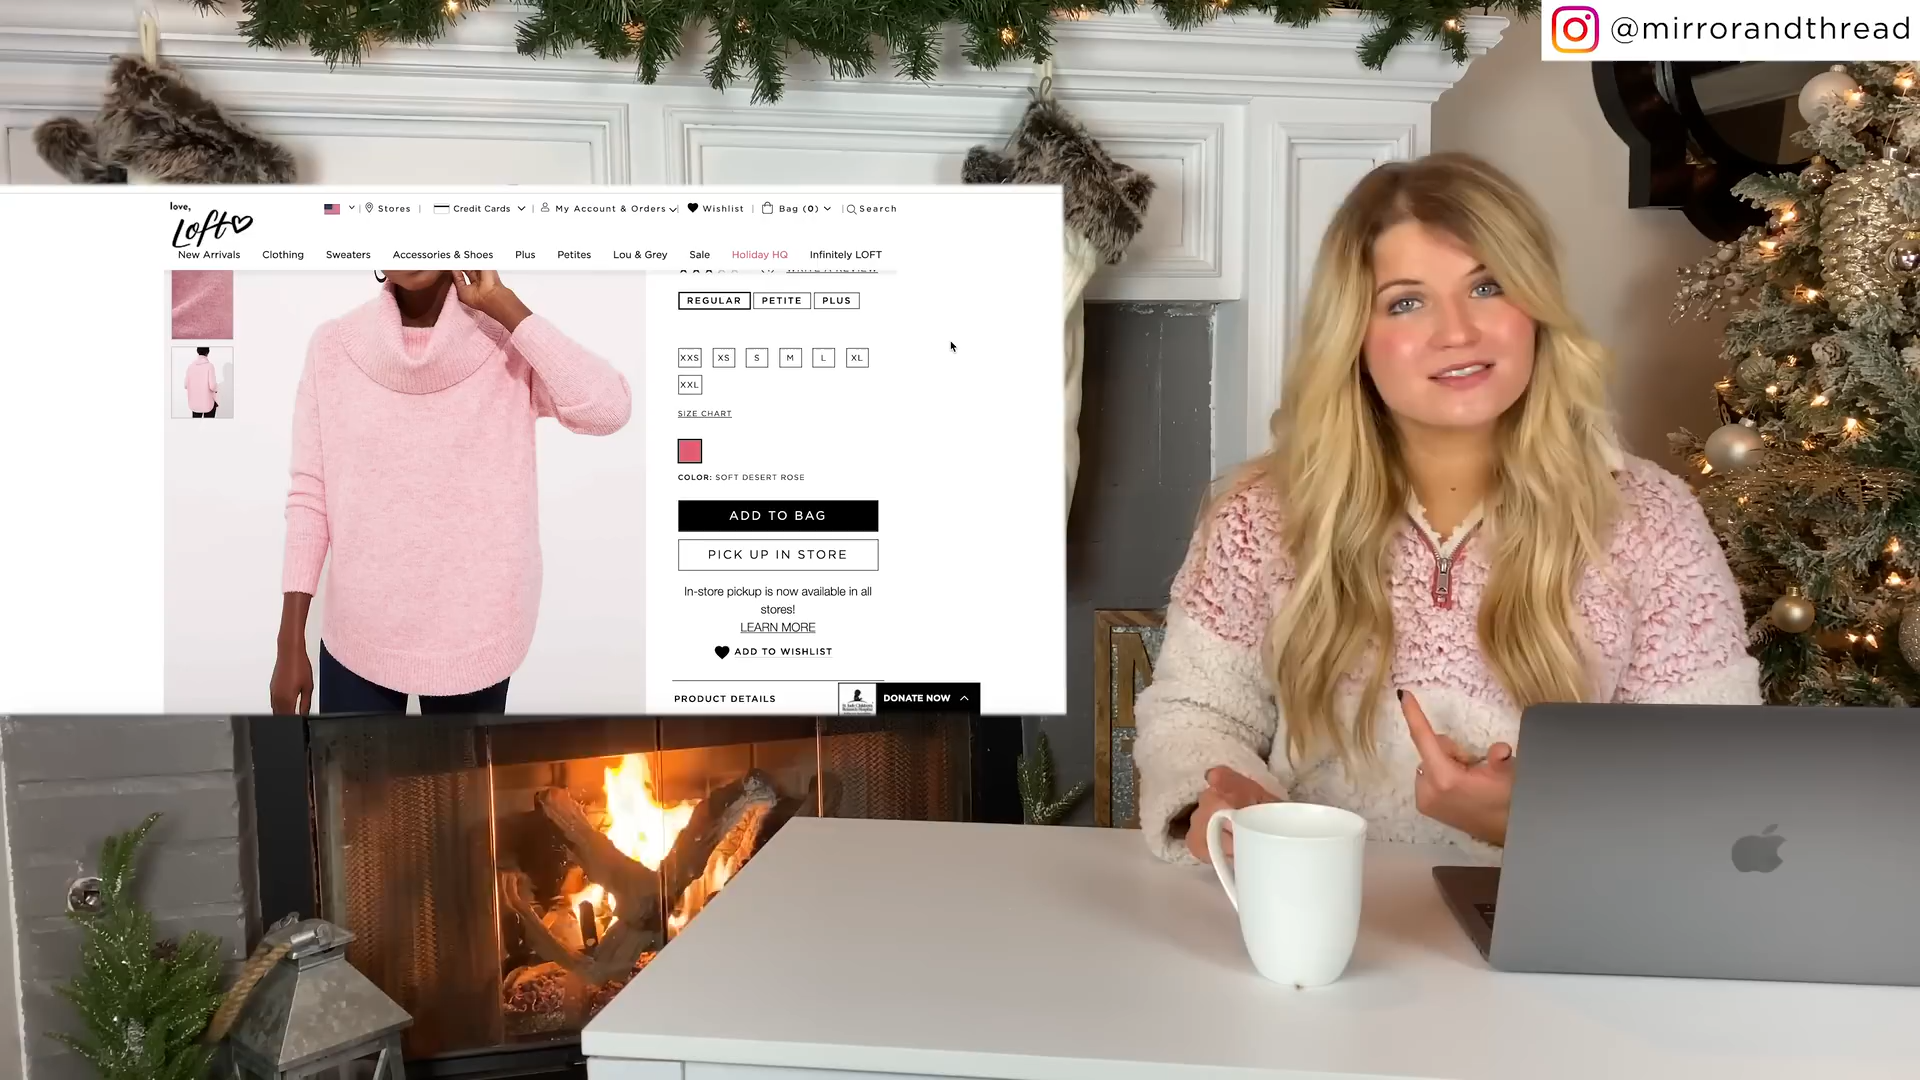 @mirrorandthread
love,
Loft
Stores
Credit Cards
My Account & Orders
Wishlist
Bag (0)
Search
New Arrivals
Clothing
Sweaters
Accessories & Shoes
Plus
Petites
Lou & Grey
Sale
Holiday HQ
Infinitely LOFT
WRITE A REVIEW
REGULAR
PETITE
PLUS
XXS
XS
S
M
L
XL
XXL
SIZE CHART
COLOR: SOFT DESERT ROSE
ADD TO BAG
PICK UP IN STORE
In-store pickup is now available in all
stores!
LEARN MORE
ADD TO WISHLIST
PRODUCT DETAILS
DONATE NOW